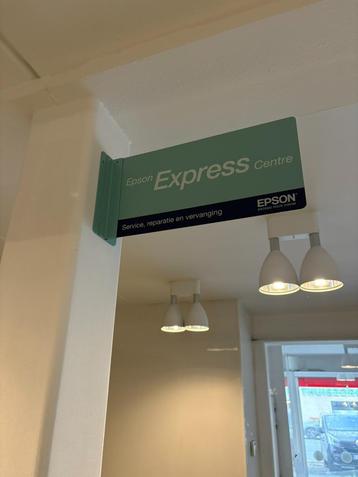 Epson Express Centre
Service, reparatie en vervanging
EPSON